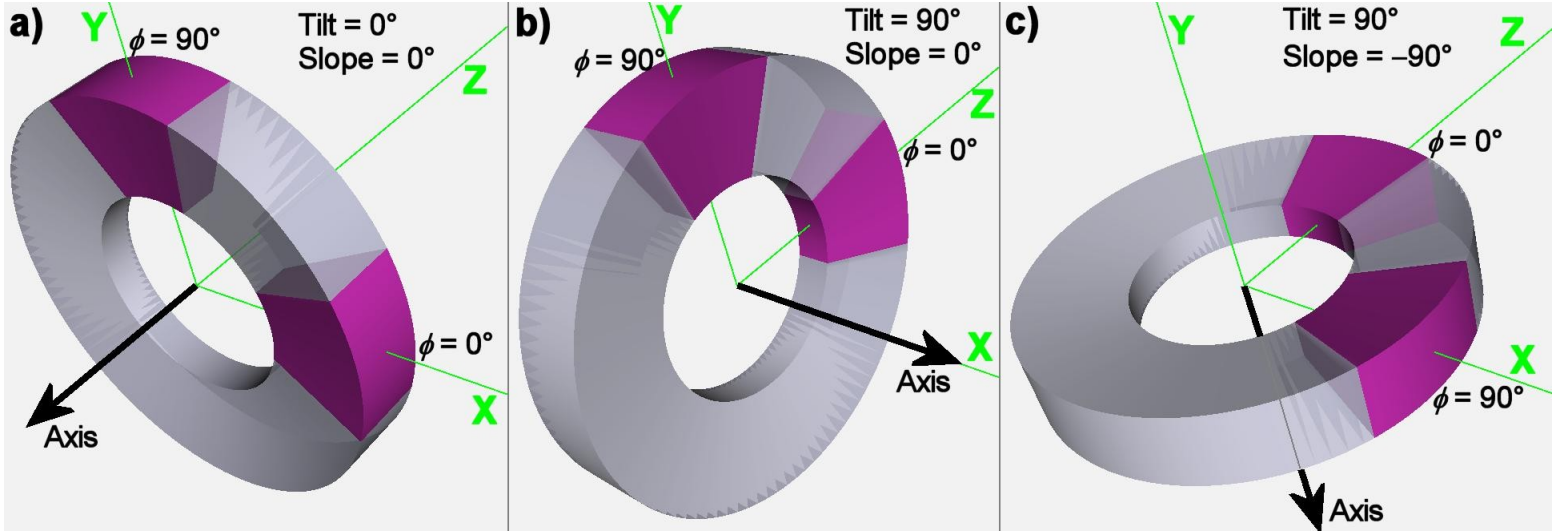 a)
Y
ϕ = 90°
Tilt = 0°
Slope = 0°
Z
ϕ = 0°
X
Axis
b)
ϕ = 90°
Y
Tilt = 90°
Slope = 0°
Z
ϕ = 0°
X
Axis
c)
Y
Tilt = 90°
Slope = −90°
Z
ϕ = 0°
X
ϕ = 90°
Axis